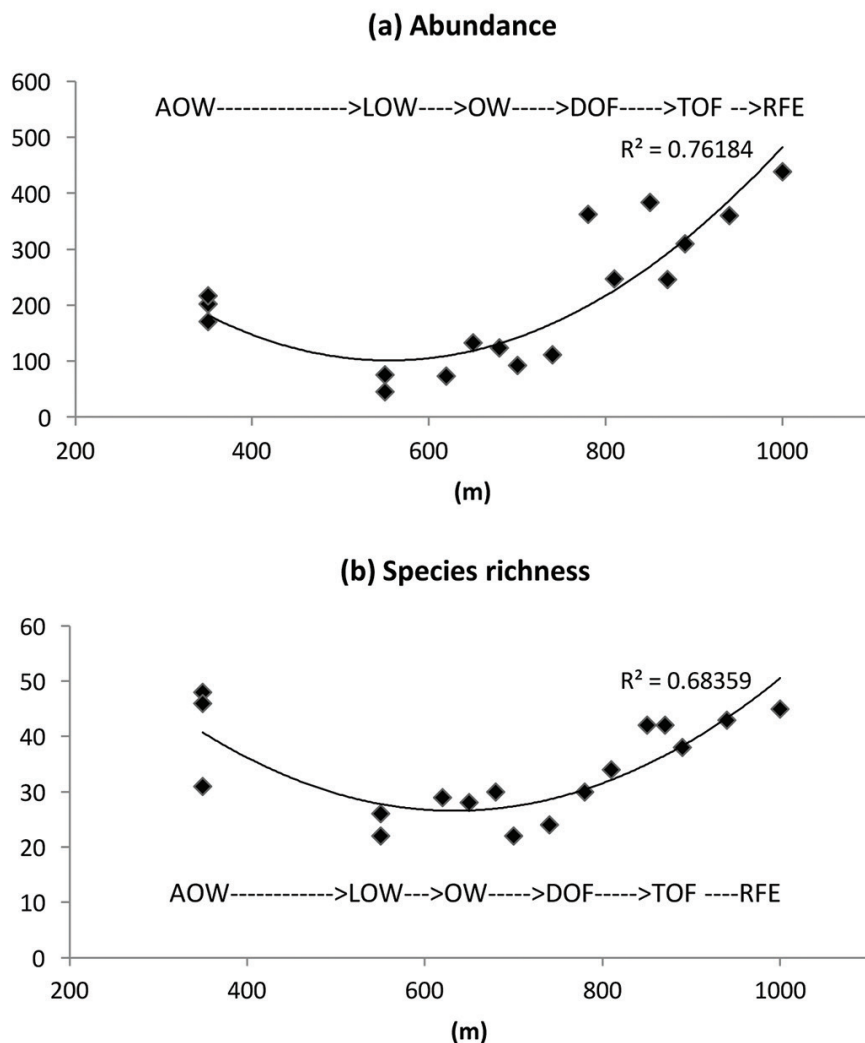 (a) Abundance
600
AOW--------------->LOW---->OW----->DOF----->TOF -->RFE
500
R² = 0.76184
400
300
200
100
0
200 400 600 800 1000
(m)
(b) Species richness
60
50
R² = 0.68359
40
30
20
10
AOW------------>LOW--->OW----->DOF----->TOF ----RFE
0
200 400 600 800 1000
(m)